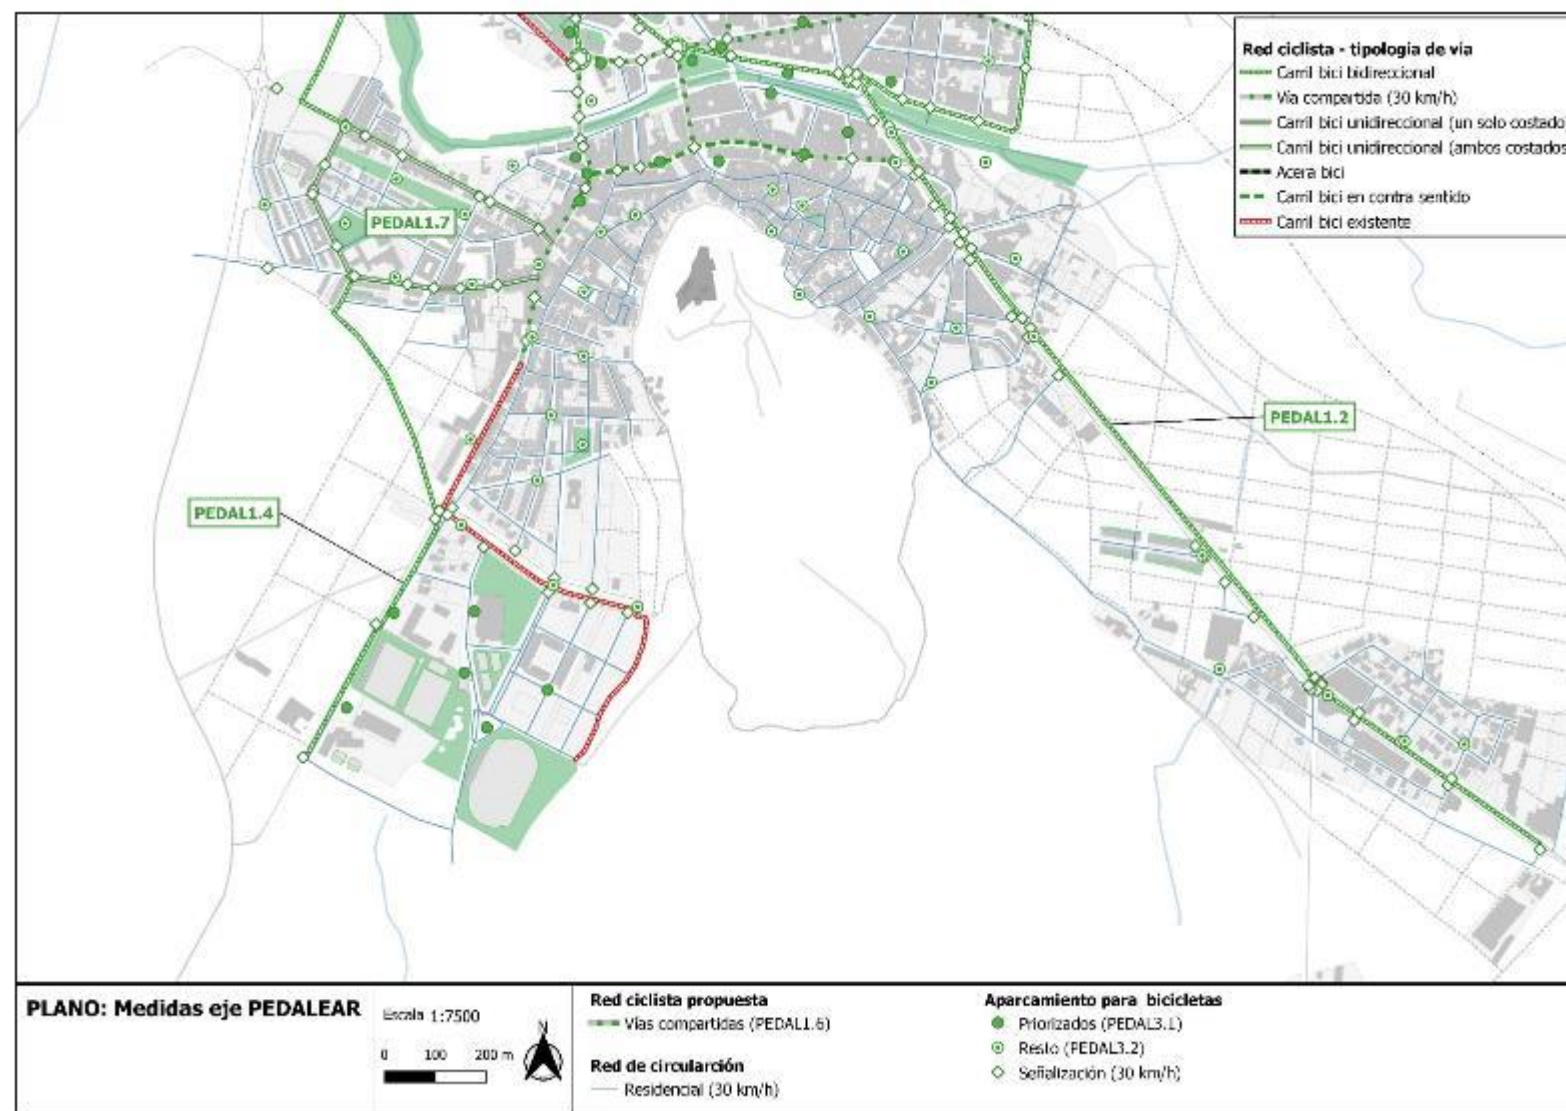 Red ciclista - tipologia de via
Carril bici bidireccional
Vía compartida (30 km/h)
Carril bici unidireccional (un solo costado
Carril bici unidireccional (ambos costados
Acera bici
Carril bici en contra sentido
Carril bici existente
PEDAL1.7
PEDAL1.2
PEDAL1.4
PLANO: Medidas eje PEDALEAR
Escala 1:7500
0 100 200 m
N
Red ciclista propuesta
Vías compartidas (PEDAL1.6)
Red de circularción
Residencial (30 km/h)
Aparcamiento para bicicletas
Priorizados (PEDAL3.1)
Resto (PEDAL3.2)
Señalización (30 km/h)